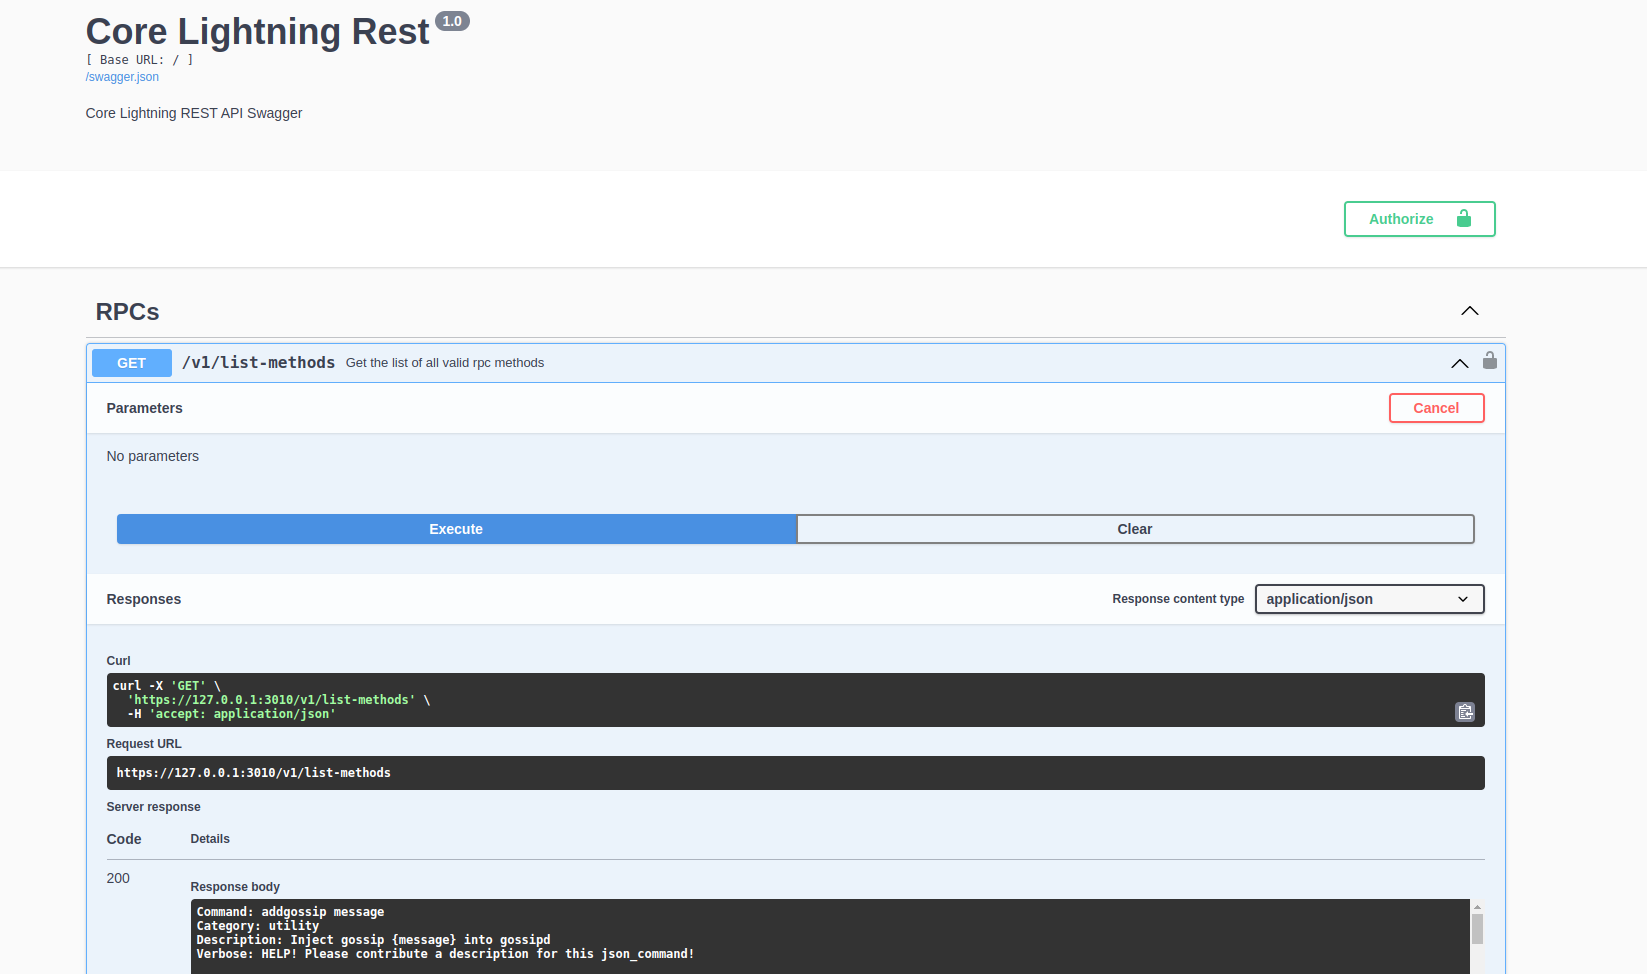 Core Lightning Rest 1.0
[ Base URL: / ]
/swagger.json
Core Lightning REST API Swagger
Authorize
RPCs
GET /v1/list-methods Get the list of all valid rpc methods
Parameters Cancel
No parameters
Execute Clear
Responses Response content type application/json
Curl
curl -X 'GET' \
'https://127.0.0.1:3010/v1/list-methods' \
-H 'accept: application/json'
Request URL
https://127.0.0.1:3010/v1/list-methods
Server response
Code Details
200
Response body
Command: addgossip message
Category: utility
Description: Inject gossip {message} into gossipd
Verbose: HELP! Please contribute a description for this json_command!